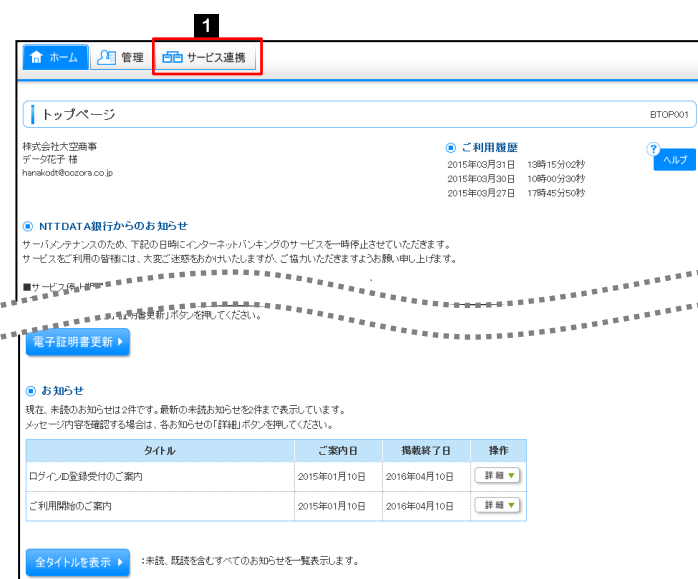 1
ホーム 管理 サービス連携
トップページ BTOP001
株式会社大空商事
データ花子 様
hanakodt@oozora.co.jp
ご利用履歴
2015年03月31日 13時15分02秒
2015年03月30日 10時00分30秒
2015年03月27日 17時45分50秒
? ヘルプ
NTTDATA銀行からのお知らせ
サーバメンテナンスのため、下記の日時にインターネットバンキングのサービスを一時停止させていただきます。
サービスをご利用の皆様には、大変ご迷惑をおかけいたしますが、ご協力いただきますようお願い申し上げます。
■サービス停止
明書更新」ボタンを押してください。
電子証明書更新
お知らせ
現在、未読のお知らせは2件です。最新の未読お知らせを2件まで表示しています。
メッセージ内容を確認する場合は、各お知らせの「詳細」ボタンを押してください。
タイトル ご案内日 掲載終了日 操作
ログインID登録受付のご案内 2015年01月10日 2016年04月10日 詳細▼
ご利用開始のご案内 2015年01月10日 2016年04月10日 詳細▼
全タイトルを表示 :未読、既読を含むすべてのお知らせを一覧表示します。